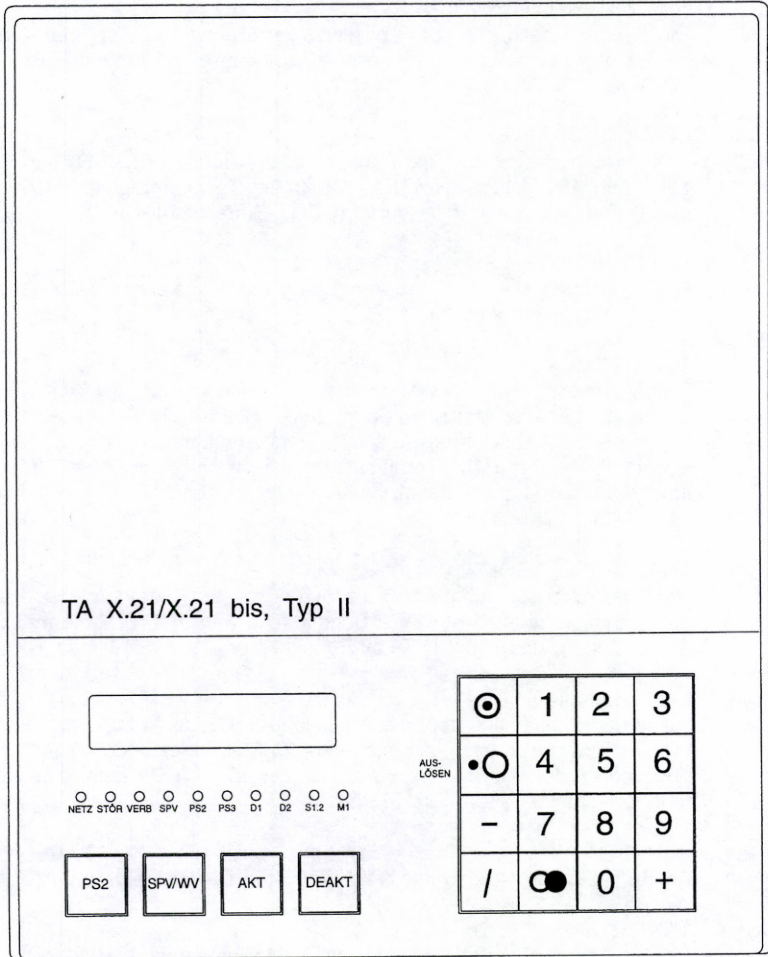 TA X.21/X.21 bis, Typ II
1 2 3
AUS-
LÖSEN
4 5 6
NETZ STÖR VERB SPV PS2 PS3 D1 D2 S1.2 M1
- 7 8 9
PS2 SPV/WV AKT DEAKT
/ 0 +